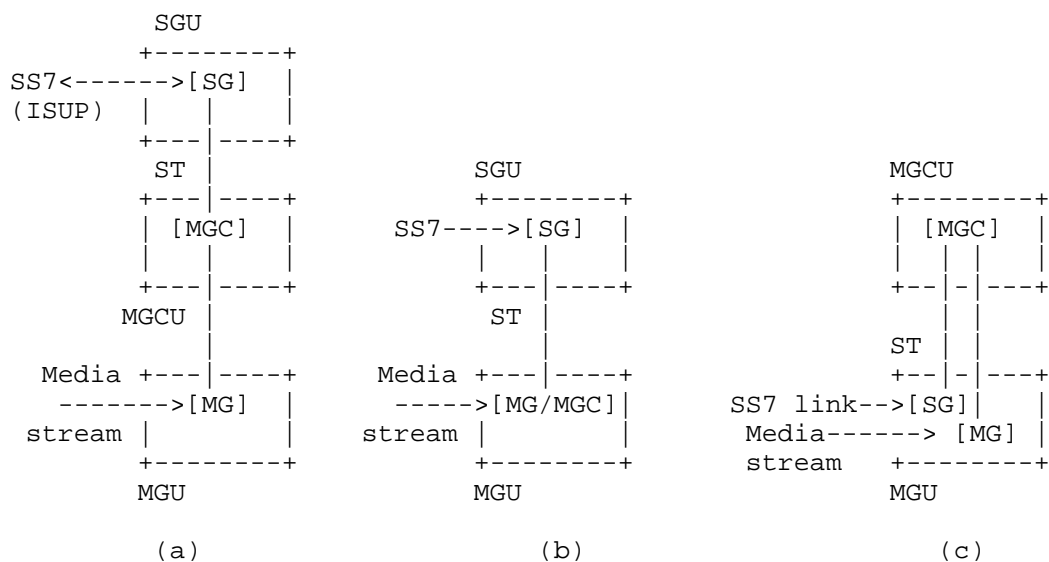 SGU
SS7<------>[SG]
(ISUP)
ST
SGU
MGCU
[MGC]
SS7---->[SG]
[MGC]
MGCU
ST
ST
Media
Media
------->[MG]
----->[MG/MGC]
SS7 link-->[SG]
stream
stream
Media------> [MG]
stream
MGU
MGU
MGU
(a)
(b)
(c)